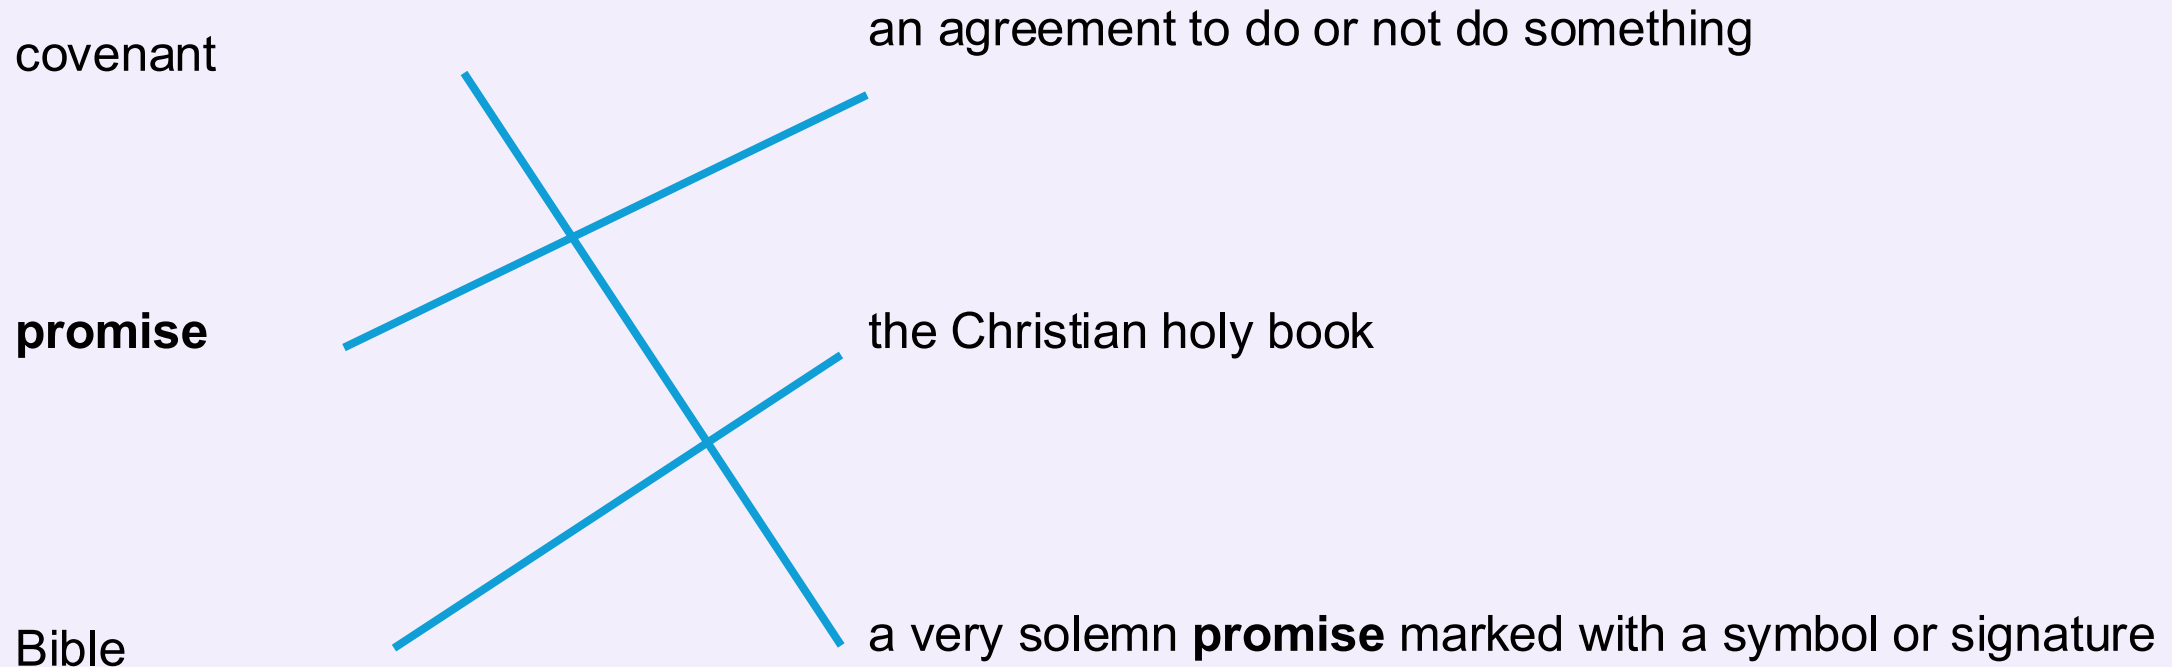 covenant
an agreement to do or not do something
promise
the Christian holy book
Bible
a very solemn promise marked with a symbol or signature